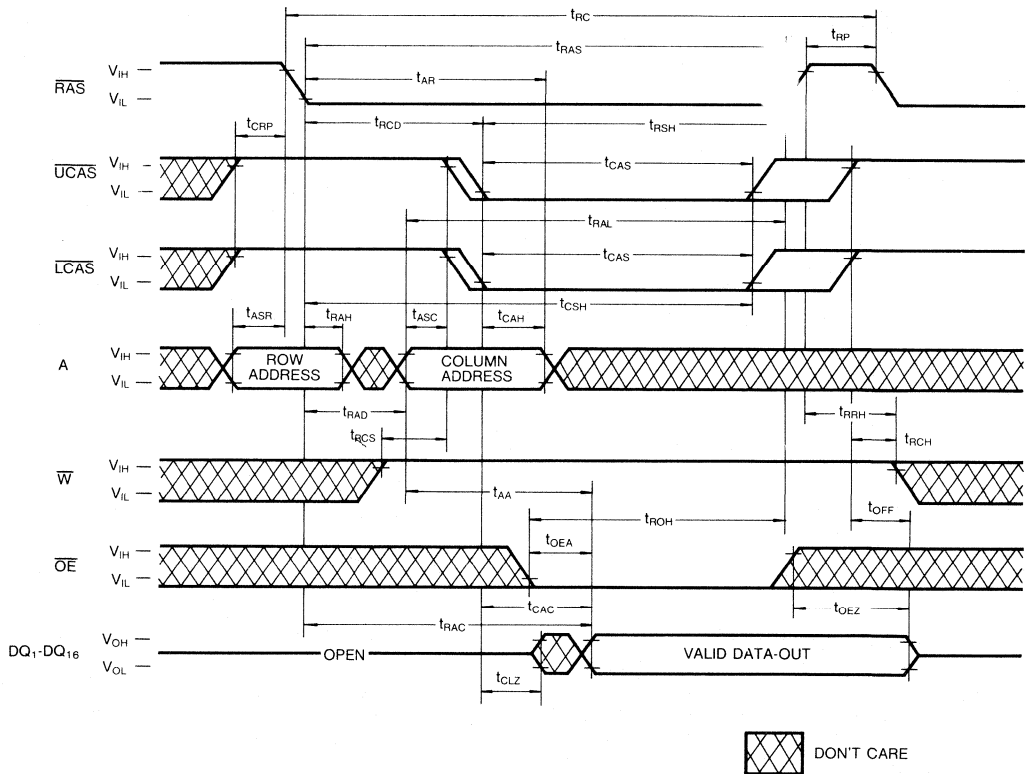 tRC
tRP
tRAS
tAR
RAS
VIH
VIL
tCRP
tRCD
tRSH
UCAS
VIH
VIL
tCAS
tRAL
LCAS
VIH
VIL
tCAS
tCSH
tASR
tRAH
tASC
tCAH
A
VIH
VIL
ROW ADDRESS
COLUMN ADDRESS
tRAD
tRRH
tRCS
tRCH
W
VIH
VIL
tAA
tOFF
tROH
tOEA
OE
VIH
VIL
tCAC
tOEZ
tRAC
DQ1-DQ16
VOH
VOL
OPEN
VALID DATA-OUT
tCLZ
DON'T CARE